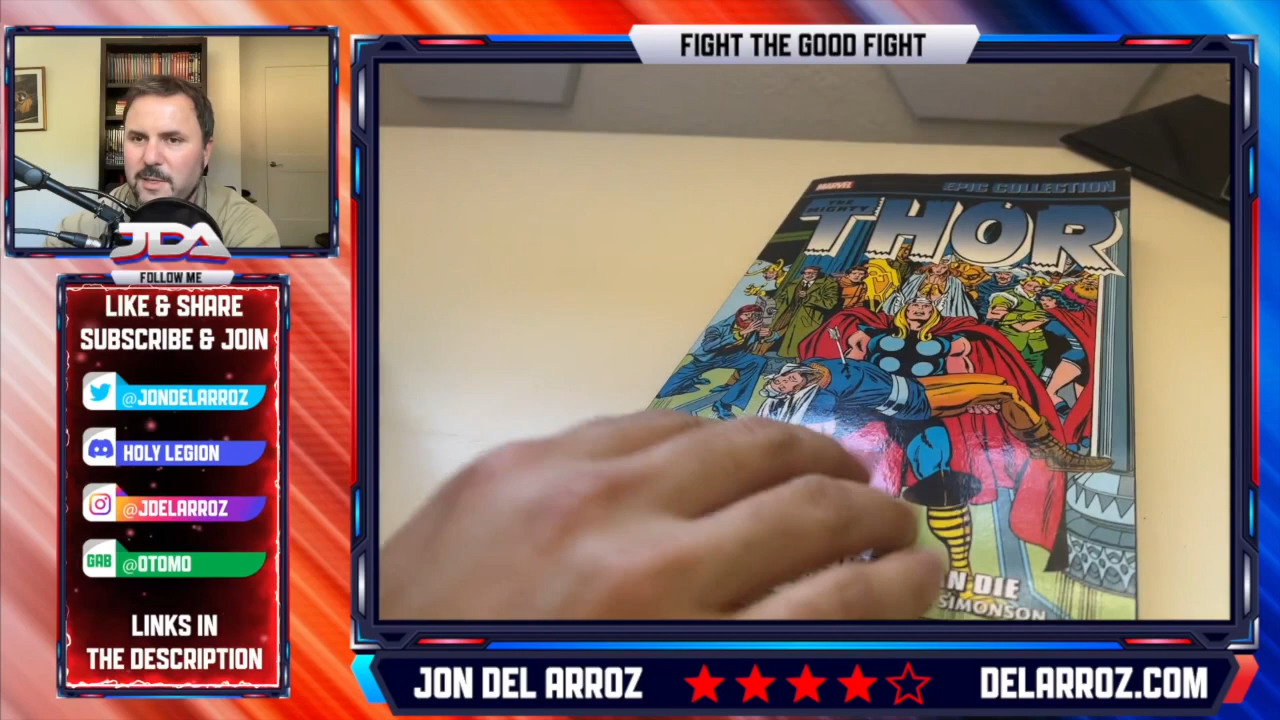 FIGHT THE GOOD FIGHT
JDA
FOLLOW ME
LIKE & SHARE
SUBSCRIBE & JOIN
@JONDELARROZ
HOLY LEGION
@JDELARROZ
GAB @OTOMO
LINKS IN
THE DESCRIPTION
MARVEL EPIC COLLECTION
THE MIGHTY THOR
N DIE
SIMONSON
JON DEL ARROZ
DELARROZ.COM